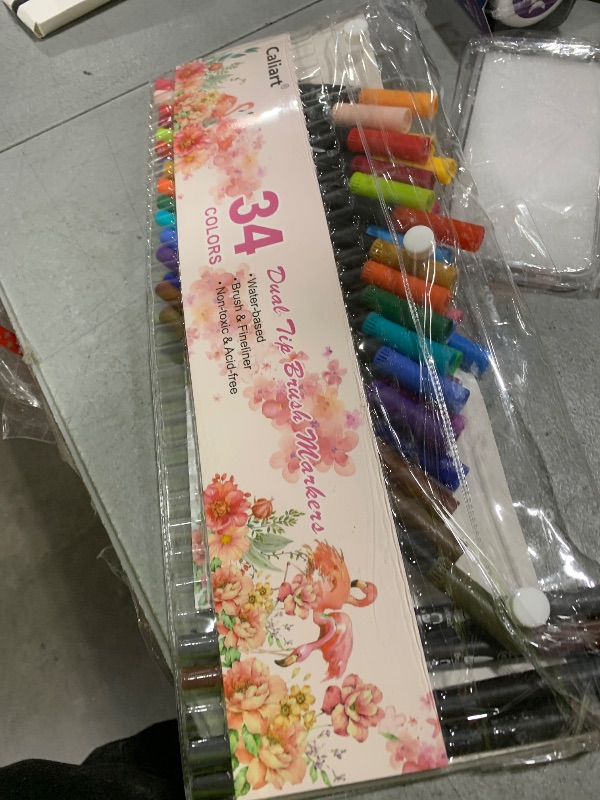 Caliart®
34
COLORS
Dual Tip Brush Markers
• Water-based
• Brush & Fineliner
• Non-toxic & Acid-free